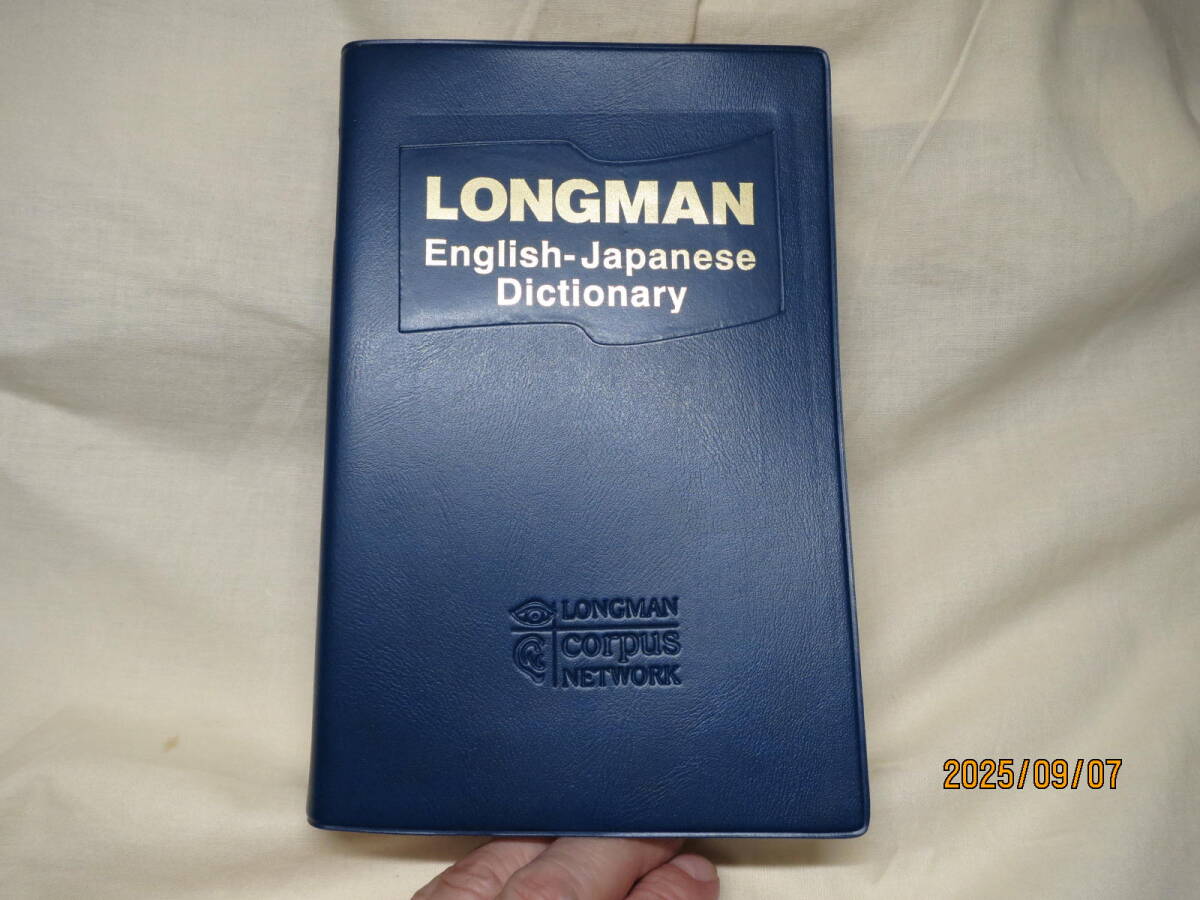 LONGMAN
English-Japanese
Dictionary
LONGMAN
corpus
NETWORK
2025/09/07